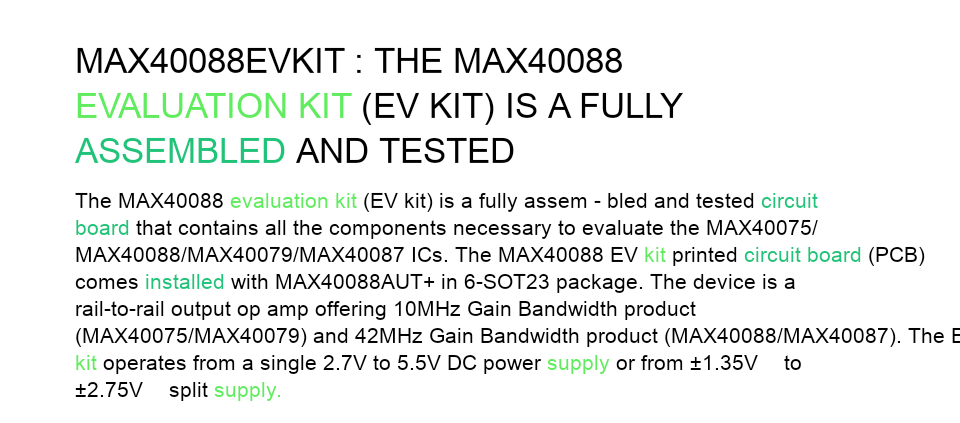 MAX40088EVKIT : THE MAX40088
EVALUATION KIT (EV KIT) IS A FULLY
ASSEMBLED AND TESTED
The MAX40088 evaluation kit (EV kit) is a fully assem - bled and tested circuit
board that contains all the components necessary to evaluate the MAX40075/
MAX40088/MAX40079/MAX40087 ICs. The MAX40088 EV kit printed circuit board (PCB)
comes installed with MAX40088AUT+ in 6-SOT23 package. The device is a
rail-to-rail output op amp offering 10MHz Gain Bandwidth product
(MAX40075/MAX40079) and 42MHz Gain Bandwidth product (MAX40088/MAX40087). The
kit operates from a single 2.7V to 5.5V DC power supply or from ±1.35V to
±2.75V split supply.